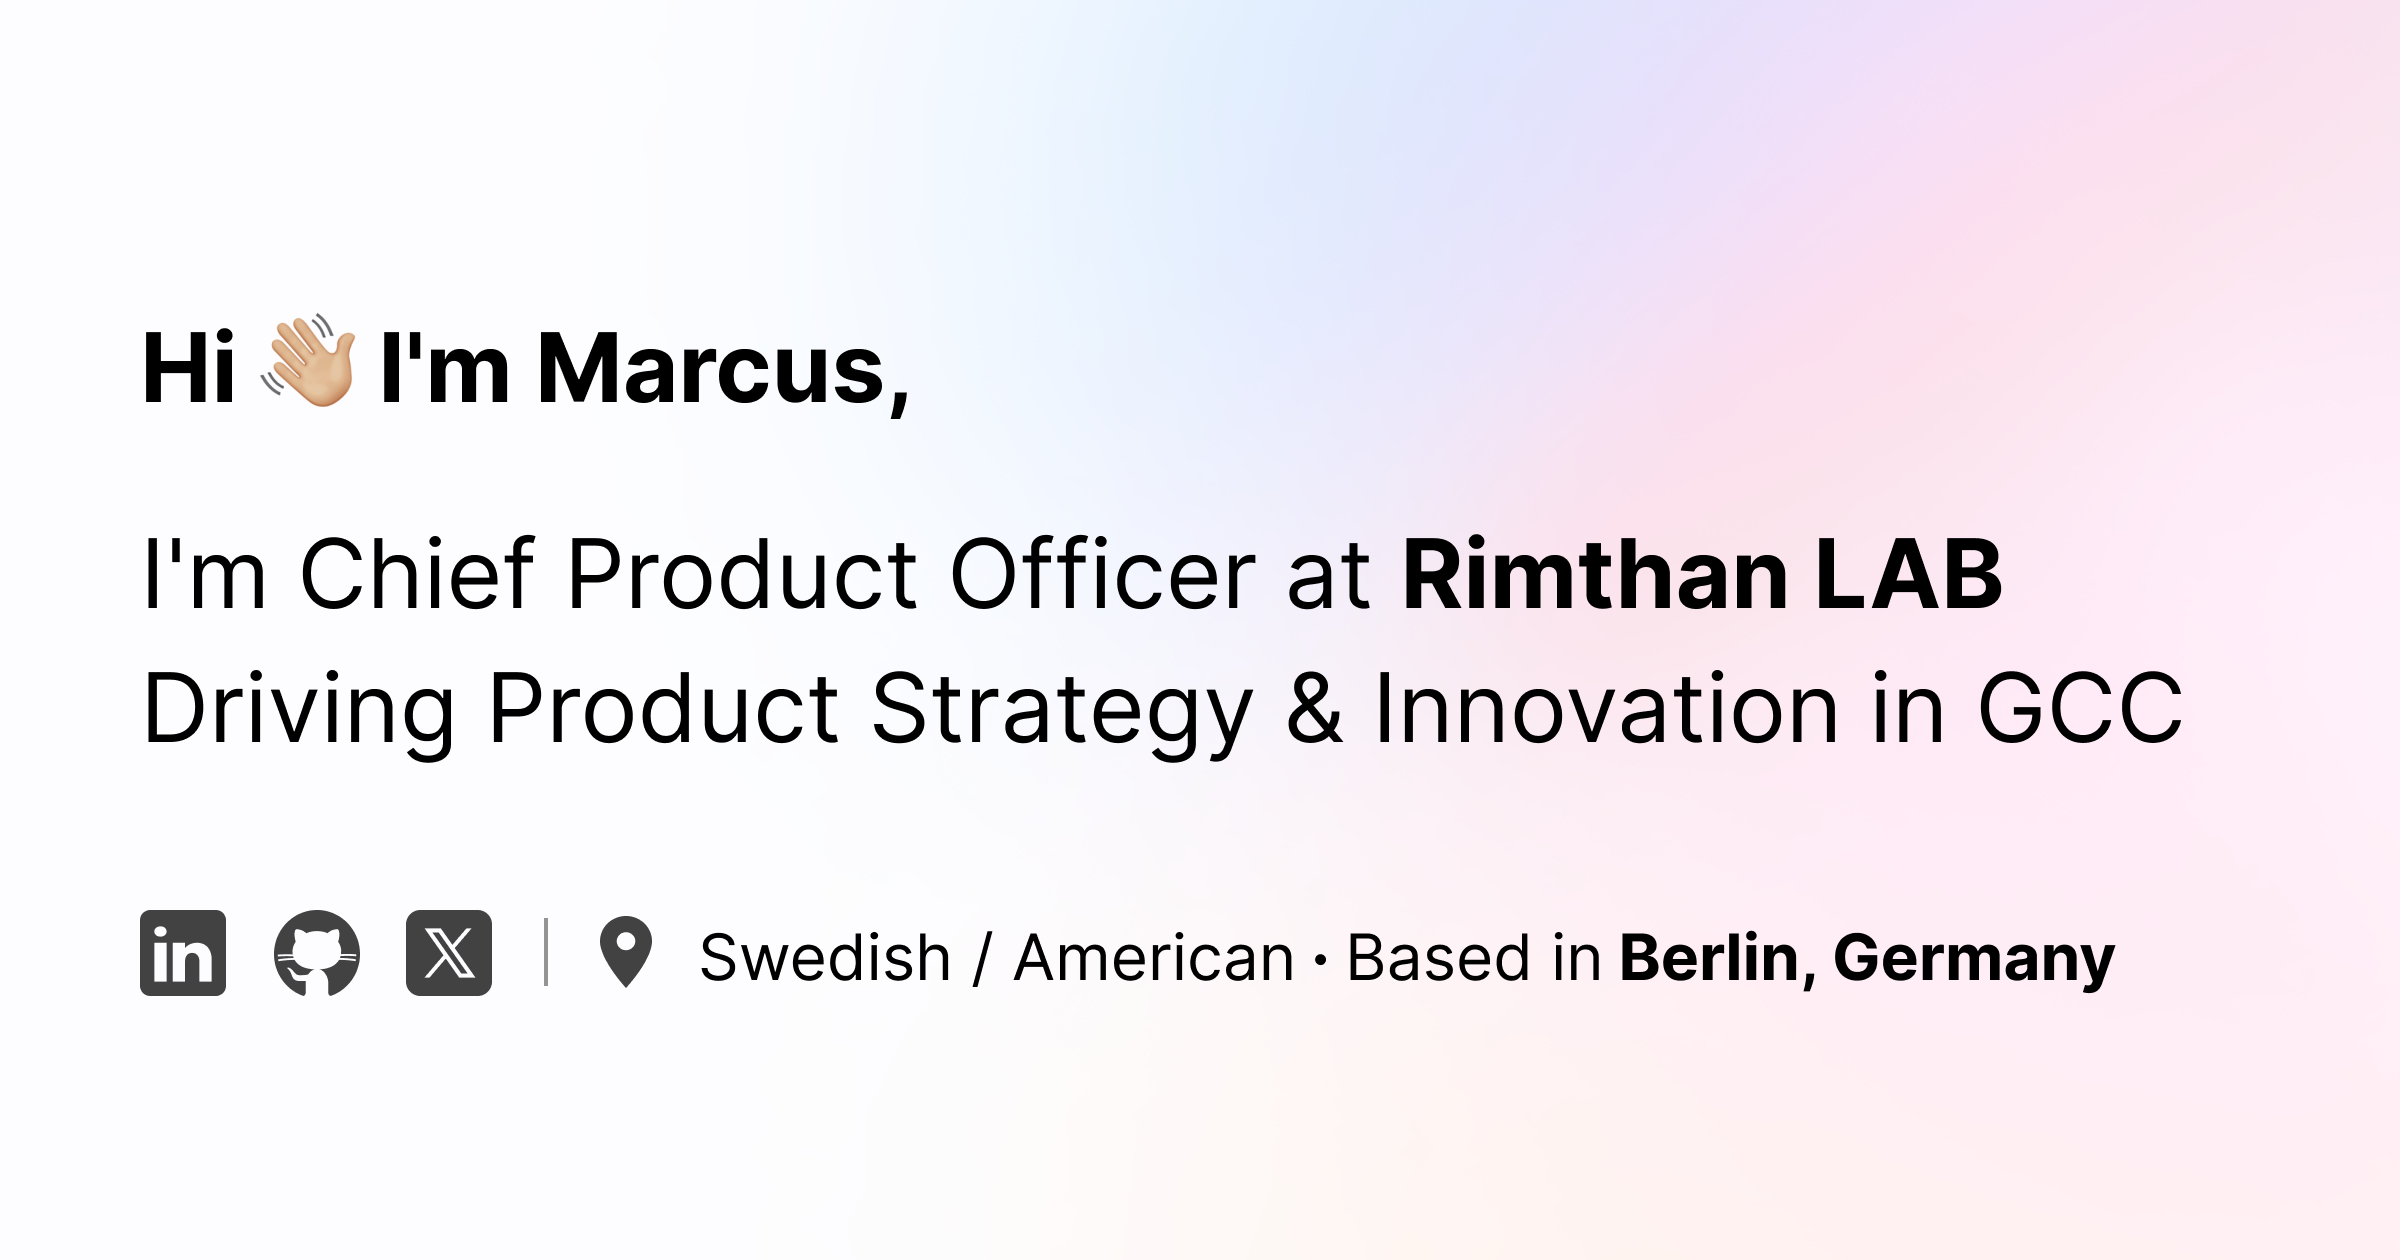 Hi 👋🏼 I'm Marcus,
I'm Chief Product Officer at Rimthan LAB
Driving Product Strategy & Innovation in GCC
in X | Swedish / American · Based in Berlin, Germany